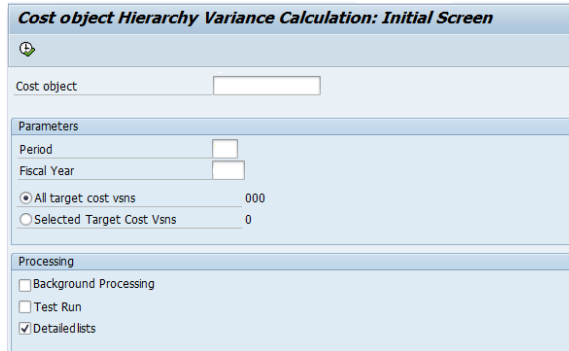 Cost object Hierarchy Variance Calculation: Initial Screen
Cost object
Parameters
Period
Fiscal Year
All target cost vsns 000
Selected Target Cost Vsns 0
Processing
Background Processing
Test Run
Detailed lists